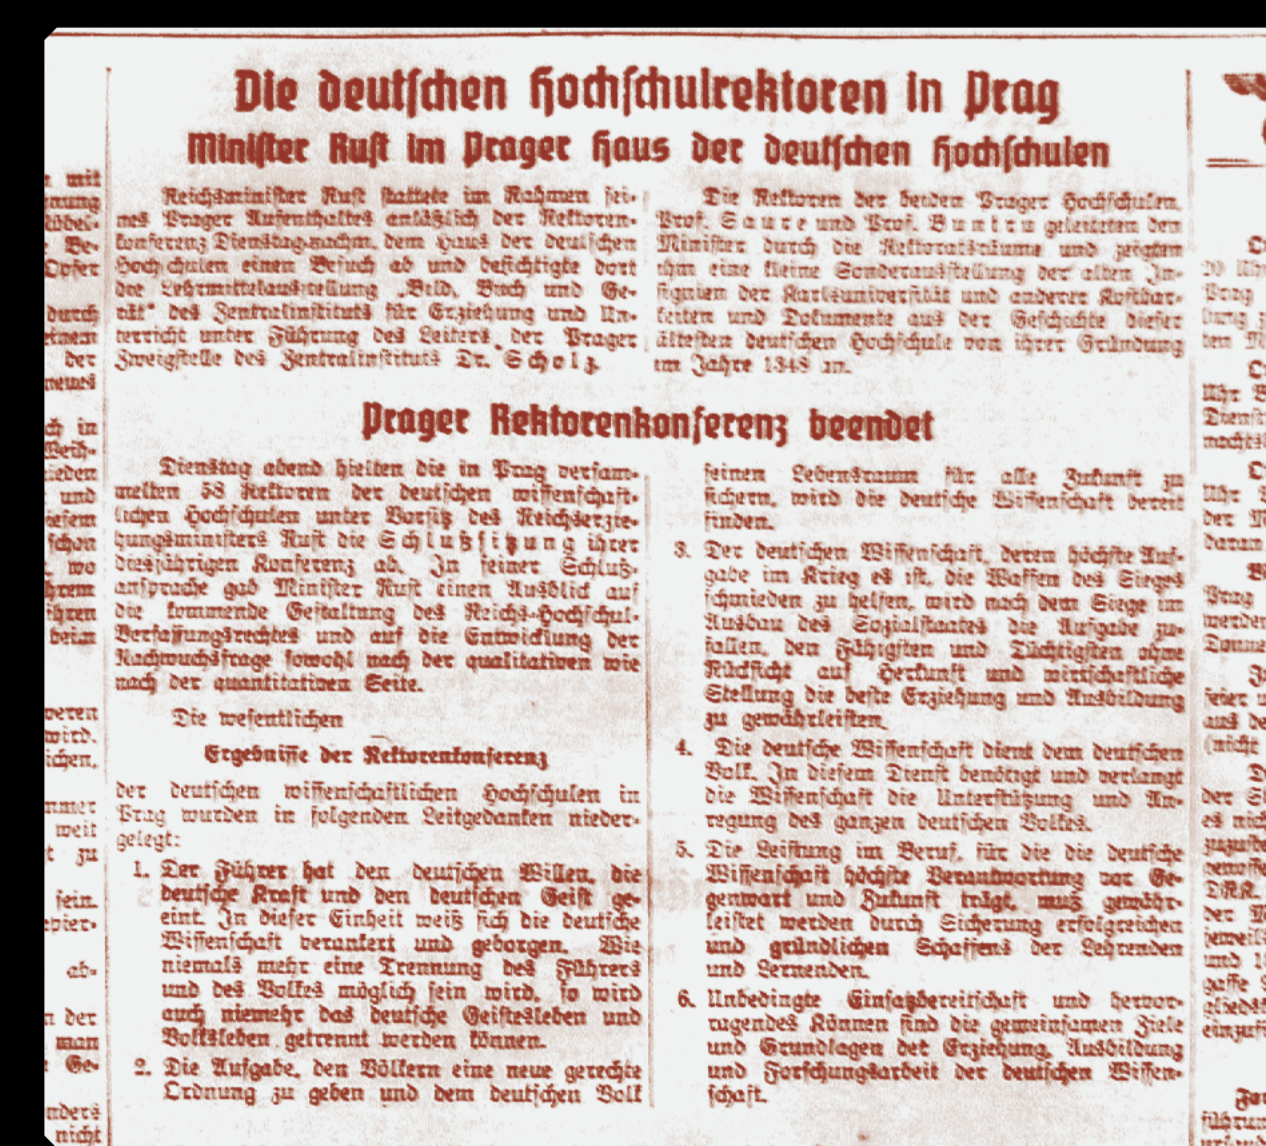 Die deutschen Hochschulrektoren in Prag
Minister Rust im Prager Haus der deutschen Hochschulen
Reichsminister Rust stattete im Rahmen sei-
nes Prager Aufenthaltes anläßlich der Rektoren-
konferenz Dienstag nachm. dem Haus der deutschen
Hochschulen einen Besuch ab und besichtigte dort
die Lehrmittelausstellung „Bild, Buch und Ge-
rät" des Zentralinstituts für Erziehung und Un-
terricht unter Führung des Leiters der Prager
Zweigstelle des Zentralinstituts Dr. Scholz.
Die Rektoren der beiden Prager Hochschulen,
Prof. Saure und Prof. Buntru geleiteten den
Minister durch die Rektoratsräume und zeigten
ihm eine kleine Sonderausstellung der alten In-
signien der Karlsuniversität und anderer Kostbar-
keiten und Dokumente aus der Geschichte dieser
ältesten deutschen Hochschule von ihrer Gründung
im Jahre 1348 an.
Prager Rektorenkonferenz beendet
Dienstag abend hielten die in Prag versam-
melten 58 Rektoren der deutschen wissenschaft-
lichen Hochschulen unter Vorsitz des Reichserzie-
hungsministers Rust die Schlußsitzung ihrer
diesjährigen Konferenz ab. In seiner Schluß-
ansprache gab Minister Rust einen Ausblick auf
die kommende Gestaltung des Reichs-Hochschul-
Verfassungsrechtes und auf die Entwicklung der
Nachwuchsfrage sowohl nach der qualitativen wie
nach der quantitativen Seite.
Die wesentlichen
Ergebnisse der Rektorenkonferenz
der deutschen wissenschaftlichen Hochschulen in
Prag wurden in folgenden Leitgedanken nieder-
gelegt:
1. Der Führer hat den deutschen Willen, die
deutsche Kraft und den deutschen Geist ge-
eint. In dieser Einheit weiß sich die deutsche
Wissenschaft verankert und geborgen. Wie
niemals mehr eine Trennung des Führers
und des Volkes möglich sein wird, so wird
auch niemehr das deutsche Geistesleben und
Volksleben getrennt werden können.
2. Die Aufgabe, den Völkern eine neue gerechte
Ordnung zu geben und dem deutschen Volk
seinen Lebensraum für alle Zukunft zu
sichern, wird die deutsche Wissenschaft bereit
finden.
3. Der deutschen Wissenschaft, deren höchste Auf-
gabe im Krieg es ist, die Waffen des Sieges
schmieden zu helfen, wird nach dem Siege im
Ausbau des Sozialstaates die Aufgabe zu-
fallen, den Fähigsten und Tüchtigsten ohne
Rücksicht auf Herkunft und wirtschaftliche
Stellung die beste Erziehung und Ausbildung
zu gewährleisten.
4. Die deutsche Wissenschaft dient dem deutschen
Volk. In diesem Dienst benötigt und verlangt
die Wissenschaft die Unterstützung und An-
regung des ganzen deutschen Volkes.
5. Die Leistung im Beruf, für die die deutsche
Wissenschaft höchste Verantwortung vor Ge-
genwart und Zukunft trägt, muß gewähr-
leistet werden durch Sicherung erfolgreichen
und gründlichen Schaffens der Lehrenden
und Lernenden.
6. Unbedingte Einsatzbereitschaft und hervor-
ragendes Können sind die gemeinsamen Ziele
und Grundlagen det Erziehung, Ausbildung
und Forschungsarbeit der deutschen Wissen-
schaft.